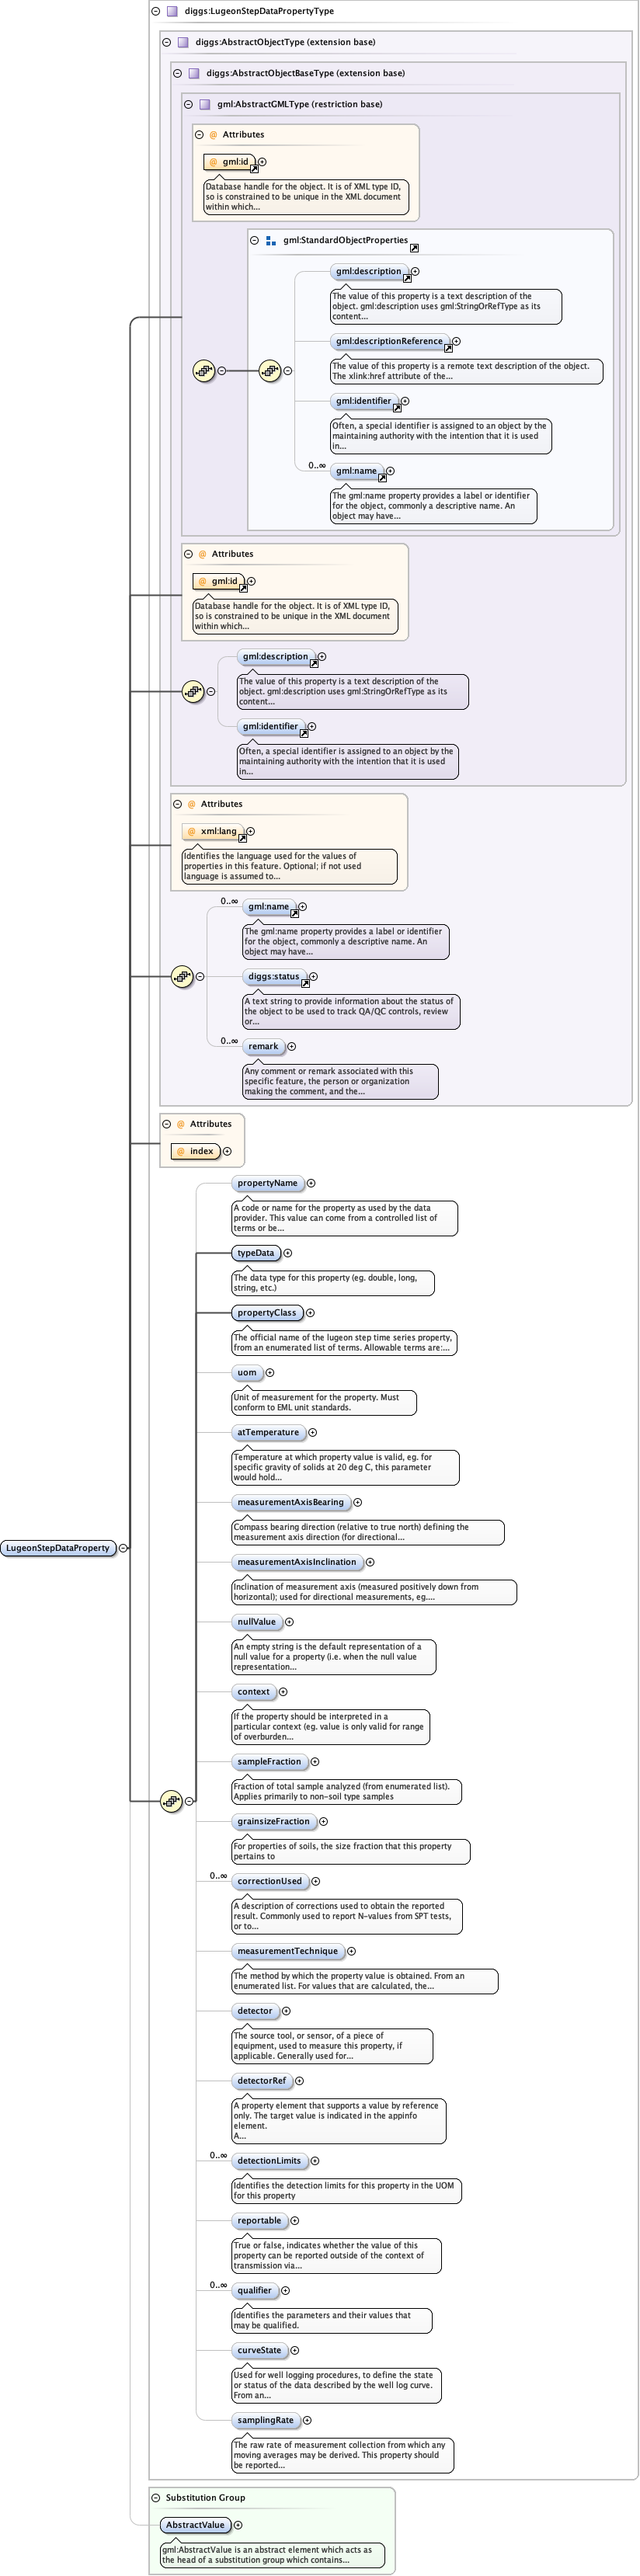 diggs:LugeonStepDataPropertyType
diggs:AbstractObjectType (extension base)
diggs:AbstractObjectBaseType (extension base)
gml:AbstractGMLType (restriction base)
@ Attributes
@ gml:id
Database handle for the object. It is of XML type ID,
so is constrained to be unique in the XML document
within which...
gml:StandardObjectProperties
gml:description
The value of this property is a text description of the
object. gml:description uses gml:StringOrRefType as its
content...
gml:descriptionReference
The value of this property is a remote text description of the object.
The xlink:href attribute of the...
gml:identifier
Often, a special identifier is assigned to an object by the
maintaining authority with the intention that it is used
in...
0..∞
gml:name
The gml:name property provides a label or identifier
for the object, commonly a descriptive name. An
object may have...
@ Attributes
@ gml:id
Database handle for the object. It is of XML type ID,
so is constrained to be unique in the XML document
within which...
gml:description
The value of this property is a text description of the
object. gml:description uses gml:StringOrRefType as its
content...
gml:identifier
Often, a special identifier is assigned to an object by the
maintaining authority with the intention that it is used
in...
@ Attributes
@ xml:lang
Identifies the language used for the values of
properties in this feature. Optional; if not used
language is assumed to...
0..∞
gml:name
The gml:name property provides a label or identifier
for the object, commonly a descriptive name. An
object may have...
diggs:status
A text string to provide information about the status of
the object to be used to track QA/QC controls, review
or...
0..∞
remark
Any comment or remark associated with this
specific feature, the person or organization
making the comment, and the...
@ Attributes
@ index
propertyName
A code or name for the property as used by the data
provider. This value can come from a controlled list of
terms or be...
typeData
The data type for this property (eg. double, long,
string, etc.)
propertyClass
The official name of the lugeon step time series property,
from an enumerated list of terms. Allowable terms are:...
uom
Unit of measurement for the property. Must
conform to EML unit standards.
atTemperature
Temperature at which property value is valid, eg. for
specific gravity of solids at 20 deg C, this parameter
would hold...
measurementAxisBearing
Compass bearing direction (relative to true north) defining the
measurement axis direction (for directional...
LugeonStepDataProperty
measurementAxisInclination
Inclination of measurement axis (measured positively down from
horizontal); used for directional measurements, eg....
nullValue
An empty string is the default representation of a
null value for a property (i.e. when the null value
representation...
context
If the property should be interpreted in a
particular context (eg. value is only valid for range
of overburden...
sampleFraction
Fraction of total sample analyzed (from enumerated list).
Applies primarily to non-soil type samples
grainsizeFraction
For properties of soils, the size fraction that this property
pertains to
0..∞
correctionUsed
A description of corrections used to obtain the reported
result. Commonly used to report N-values from SPT tests,
or to...
measurementTechnique
The method by which the property value is obtained. From an
enumerated list. For values that are calculated, the...
detector
The source tool, or sensor, of a piece of
equipment, used to measure this property, if
applicable. Generally used for...
detectorRef
A property element that supports a value by reference
only. The target value is indicated in the appinfo
element.
A...
0..∞
detectionLimits
Identifies the detection limits for this property in the UOM
for this property
reportable
True or false, indicates whether the value of this
property can be reported outside of the context of
transmission via...
0..∞
qualifier
Identifies the parameters and their values that
may be qualified.
curveState
Used for well logging procedures, to define the state
or status of the data described by the well log curve.
From an...
samplingRate
The raw rate of measurement collection from which any
moving averages may be derived. This property should
be reported...
Substitution Group
AbstractValue
gml:AbstractValue is an abstract element which acts as
the head of a substitution group which contains...